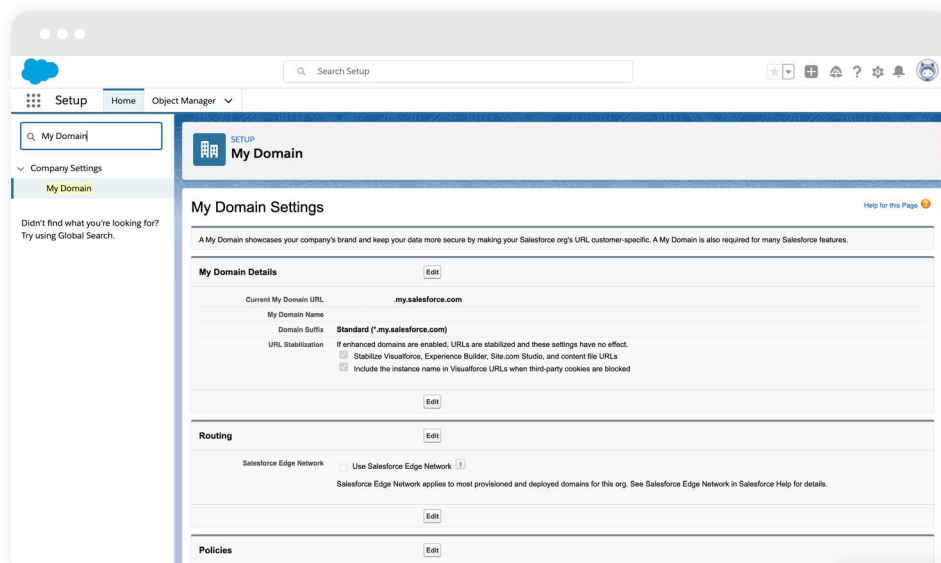 Search Setup
Setup
Home
Object Manager
My Domain
Company Settings
My Domain
Didn't find what you're looking for?
Try using Global Search.
SETUP
My Domain
My Domain Settings
Help for this Page
A My Domain showcases your company's brand and keep your data more secure by making your Salesforce org's URL customer-specific. A My Domain is also required for many Salesforce features.
My Domain Details
Edit
Current My Domain URL .my.salesforce.com
My Domain Name
Domain Suffix Standard (*.my.salesforce.com)
URL Stabilization If enhanced domains are enabled, URLs are stabilized and these settings have no effect.
Stabilize Visualforce, Experience Builder, Site.com Studio, and content file URLs
Include the instance name in Visualforce URLs when third-party cookies are blocked
Edit
Routing
Edit
Salesforce Edge Network Use Salesforce Edge Network i
Salesforce Edge Network applies to most provisioned and deployed domains for this org. See Salesforce Edge Network in Salesforce Help for details.
Edit
Policies
Edit